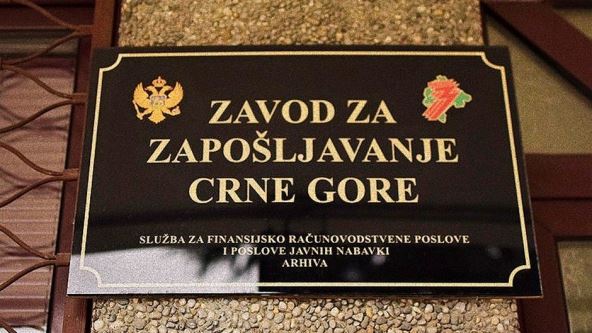 ZAVOD ZA
ZAPOŠLJAVANJE
CRNE GORE
SLUŽBA ZA FINANSIJSKO RAČUNOVODSTVENE POSLOVE
I POSLOVE JAVNIH NABAVKI
ARHIVA